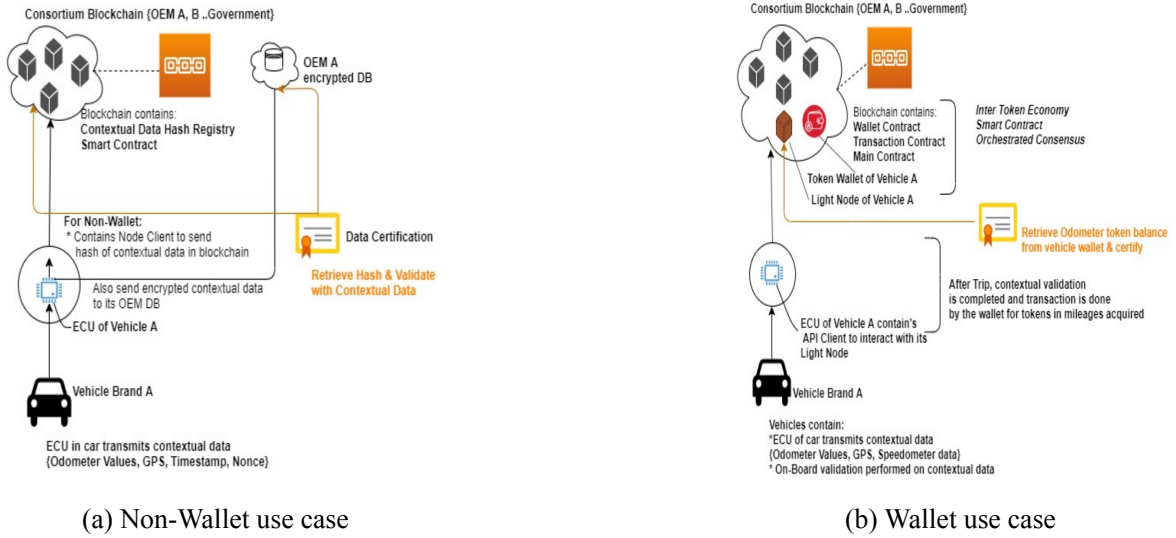 Consortium Blockchain {OEM A, B ..Government}
OEM A
encrypted DB
Blockchain contains:
Contextual Data Hash Registry
Smart Contract
For Non-Wallet:
* Contains Node Client to send
hash of contextual data in blockchain
Data Certification
Retrieve Hash & Validate
with Contextual Data
Also send encrypted contextual data
to its OEM DB
ECU of Vehicle A
Vehicle Brand A
ECU in car transmits contextual data
{Odometer Values, GPS, Timestamp, Nonce}
(a) Non-Wallet use case
Consortium Blockchain {OEM A, B ..Government}
Blockchain contains:
Wallet Contract
Transaction Contract
Main Contract
Inter Token Economy
Smart Contract
Orchestrated Consensus
Token Wallet of Vehicle A
Light Node of Vehicle A
Retrieve Odometer token balance
from vehicle wallet & certify
After Trip, contextual validation
is completed and transaction is done
by the wallet for tokens in mileages acquired
ECU of Vehicle A contain's
API Client to interact with its
Light Node
Vehicle Brand A
Vehicles contain:
*ECU of car transmits contextual data
{Odometer Values, GPS, Speedometer data}
* On-Board validation performed on contextual data
(b) Wallet use case